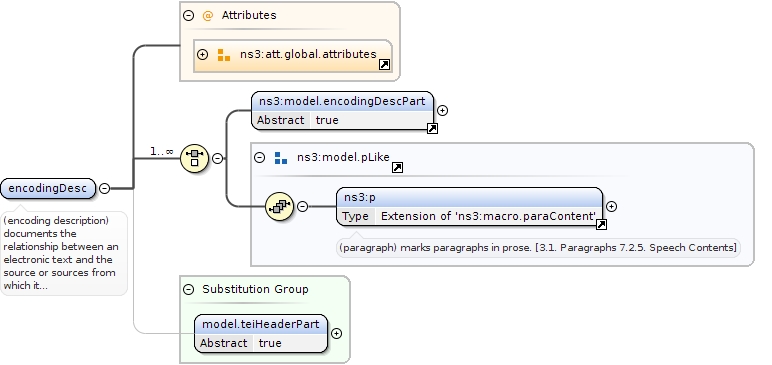 Attributes
ns3:att.global.attributes
ns3:model.encodingDescPart
Abstract true
1..∞
ns3:model.pLike
encodingDesc
ns3:p
Type Extension of 'ns3:macro.paraContent'
(encoding description)
documents the
relationship between an
electronic text and the
source or sources from
which it...
(paragraph) marks paragraphs in prose. [3.1. Paragraphs 7.2.5. Speech Contents]
Substitution Group
model.teiHeaderPart
Abstract true